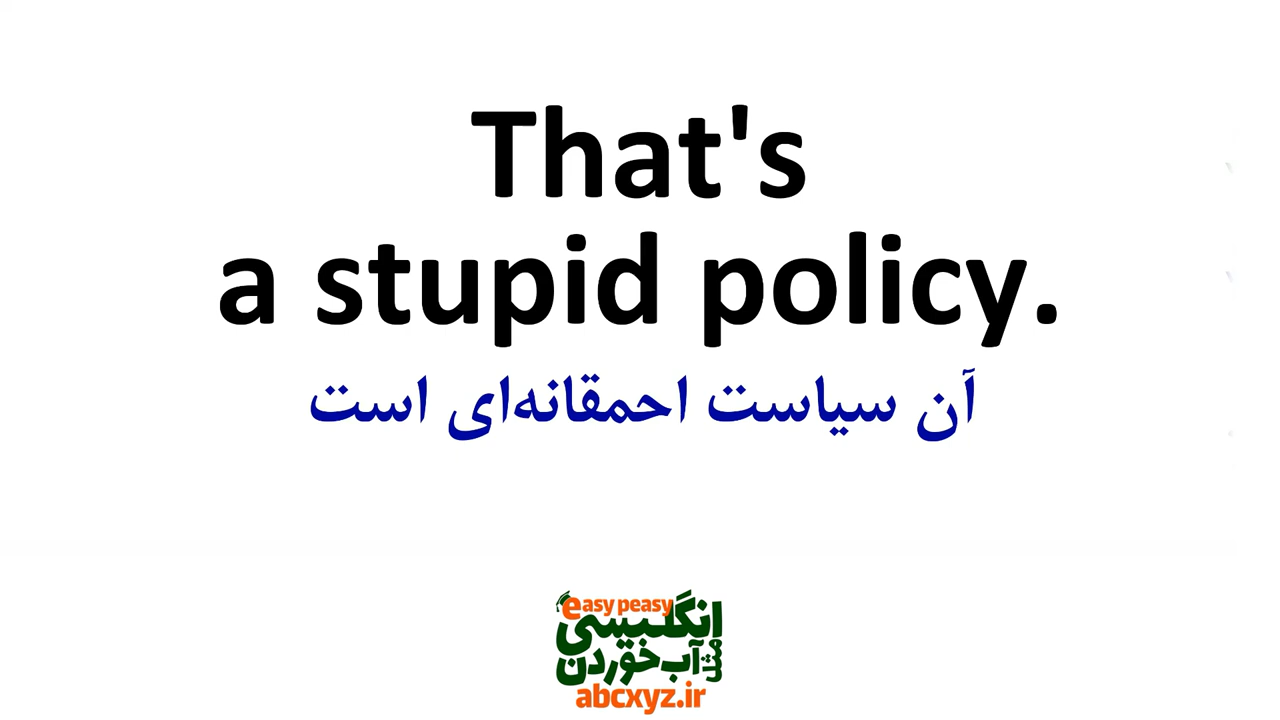 That's
a stupid policy.
آن سیاست احمقانه‌ای است
easy peasy
انگلیسی
مثل آب خوردن
abcxyz.ir